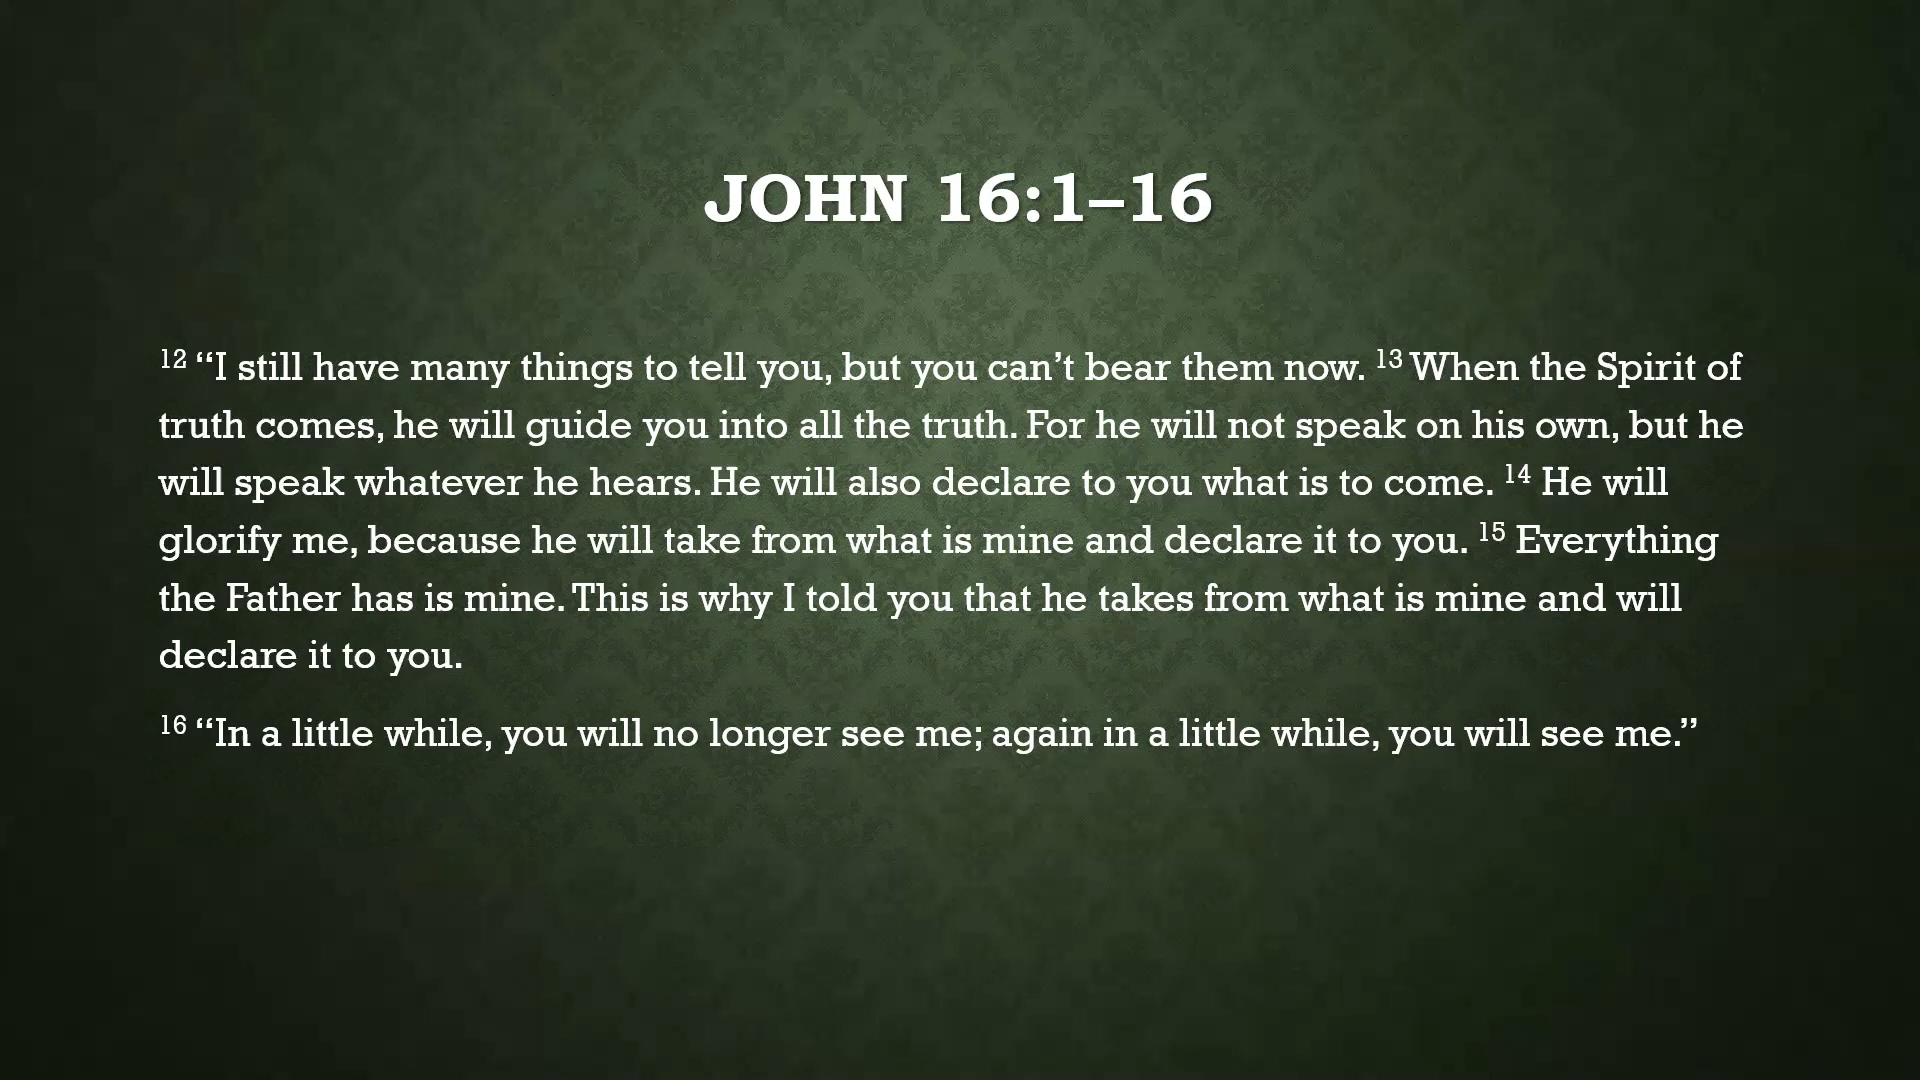 JOHN 16:1–16
12 “I still have many things to tell you, but you can’t bear them now. 13 When the Spirit of
truth comes, he will guide you into all the truth. For he will not speak on his own, but he
will speak whatever he hears. He will also declare to you what is to come. 14 He will
glorify me, because he will take from what is mine and declare it to you. 15 Everything
the Father has is mine. This is why I told you that he takes from what is mine and will
declare it to you.
16 “In a little while, you will no longer see me; again in a little while, you will see me.”